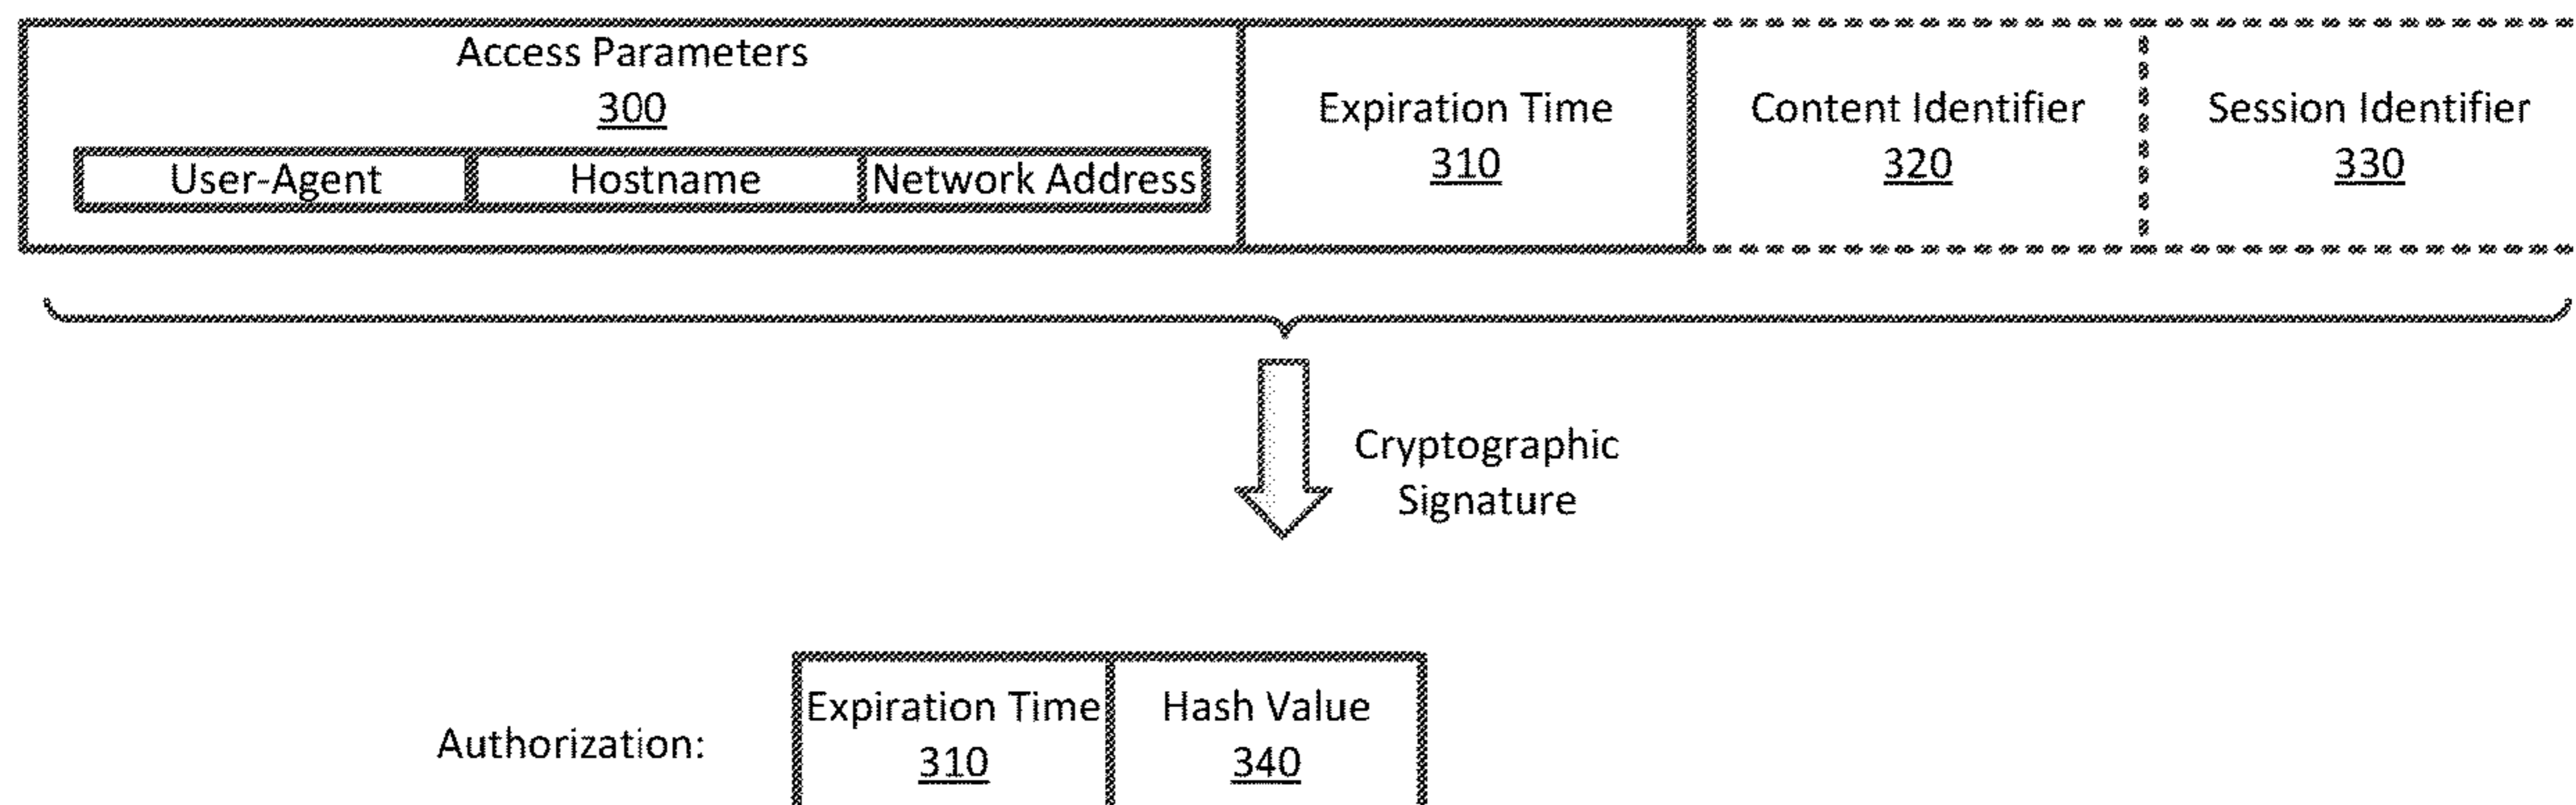 Access Parameters
300
User-Agent
Hostname
Network Address
Expiration Time
310
Content Identifier
320
Session Identifier
330
Cryptographic
Signature
Authorization:
Expiration Time
310
Hash Value
340